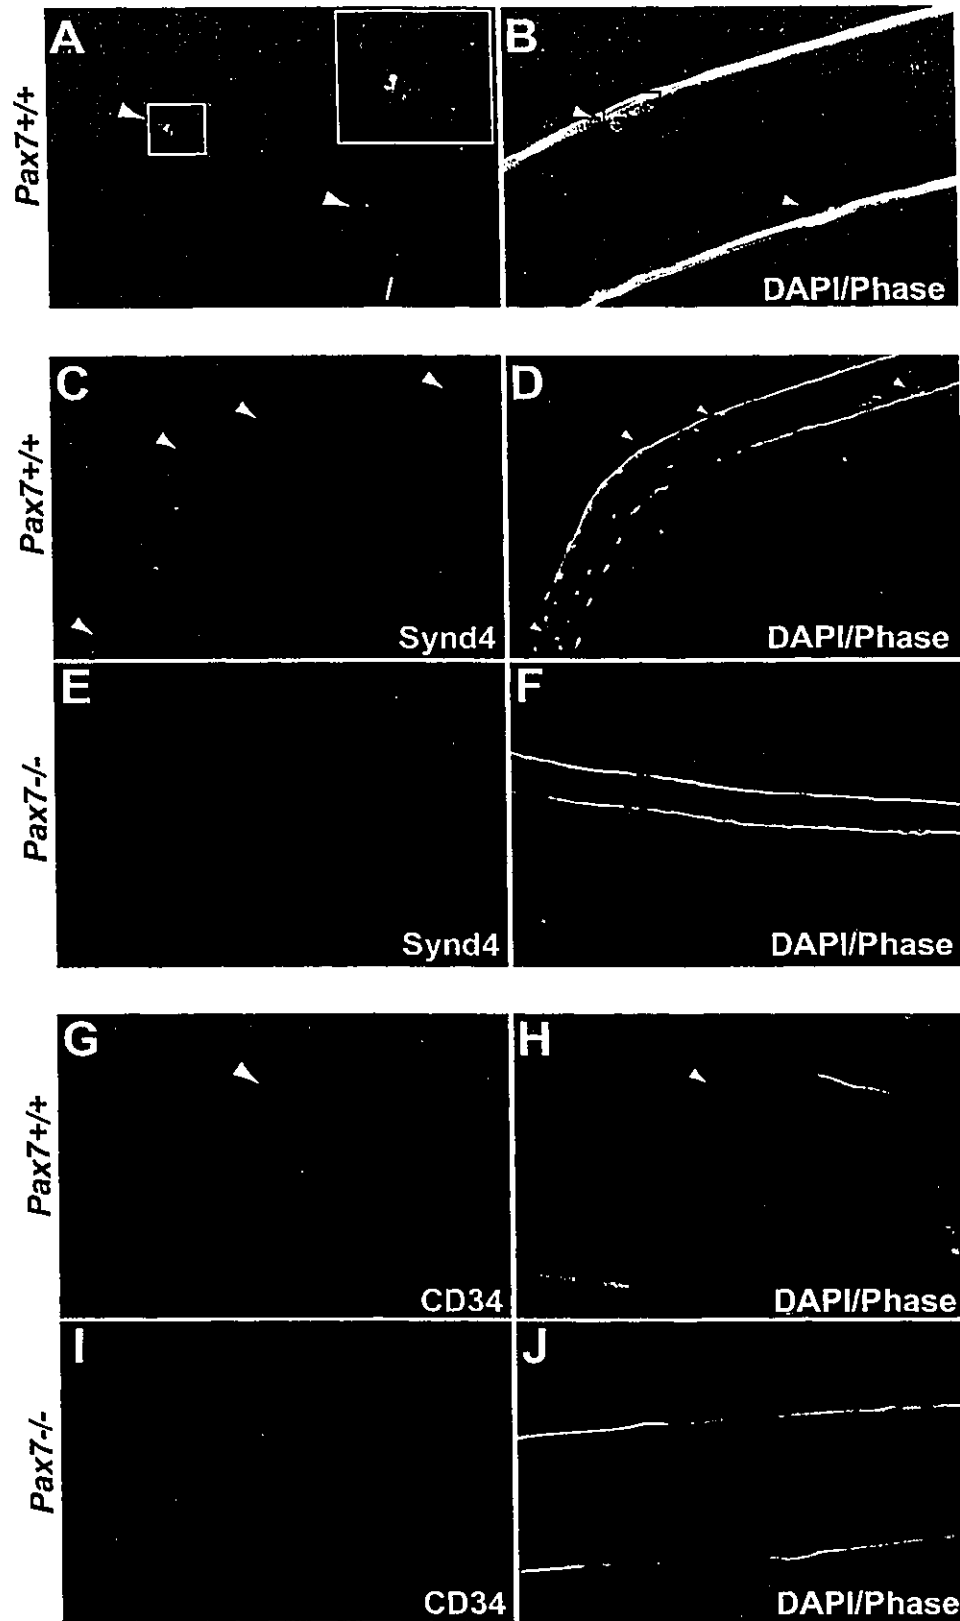 A
B
Pax7+/+
DAPI/Phase
C
D
Pax7+/+
Synd4
DAPI/Phase
E
F
Pax7-/-
Synd4
DAPI/Phase
G
H
Pax7+/+
CD34
DAPI/Phase
I
J
Pax7-/-
CD34
DAPI/Phase